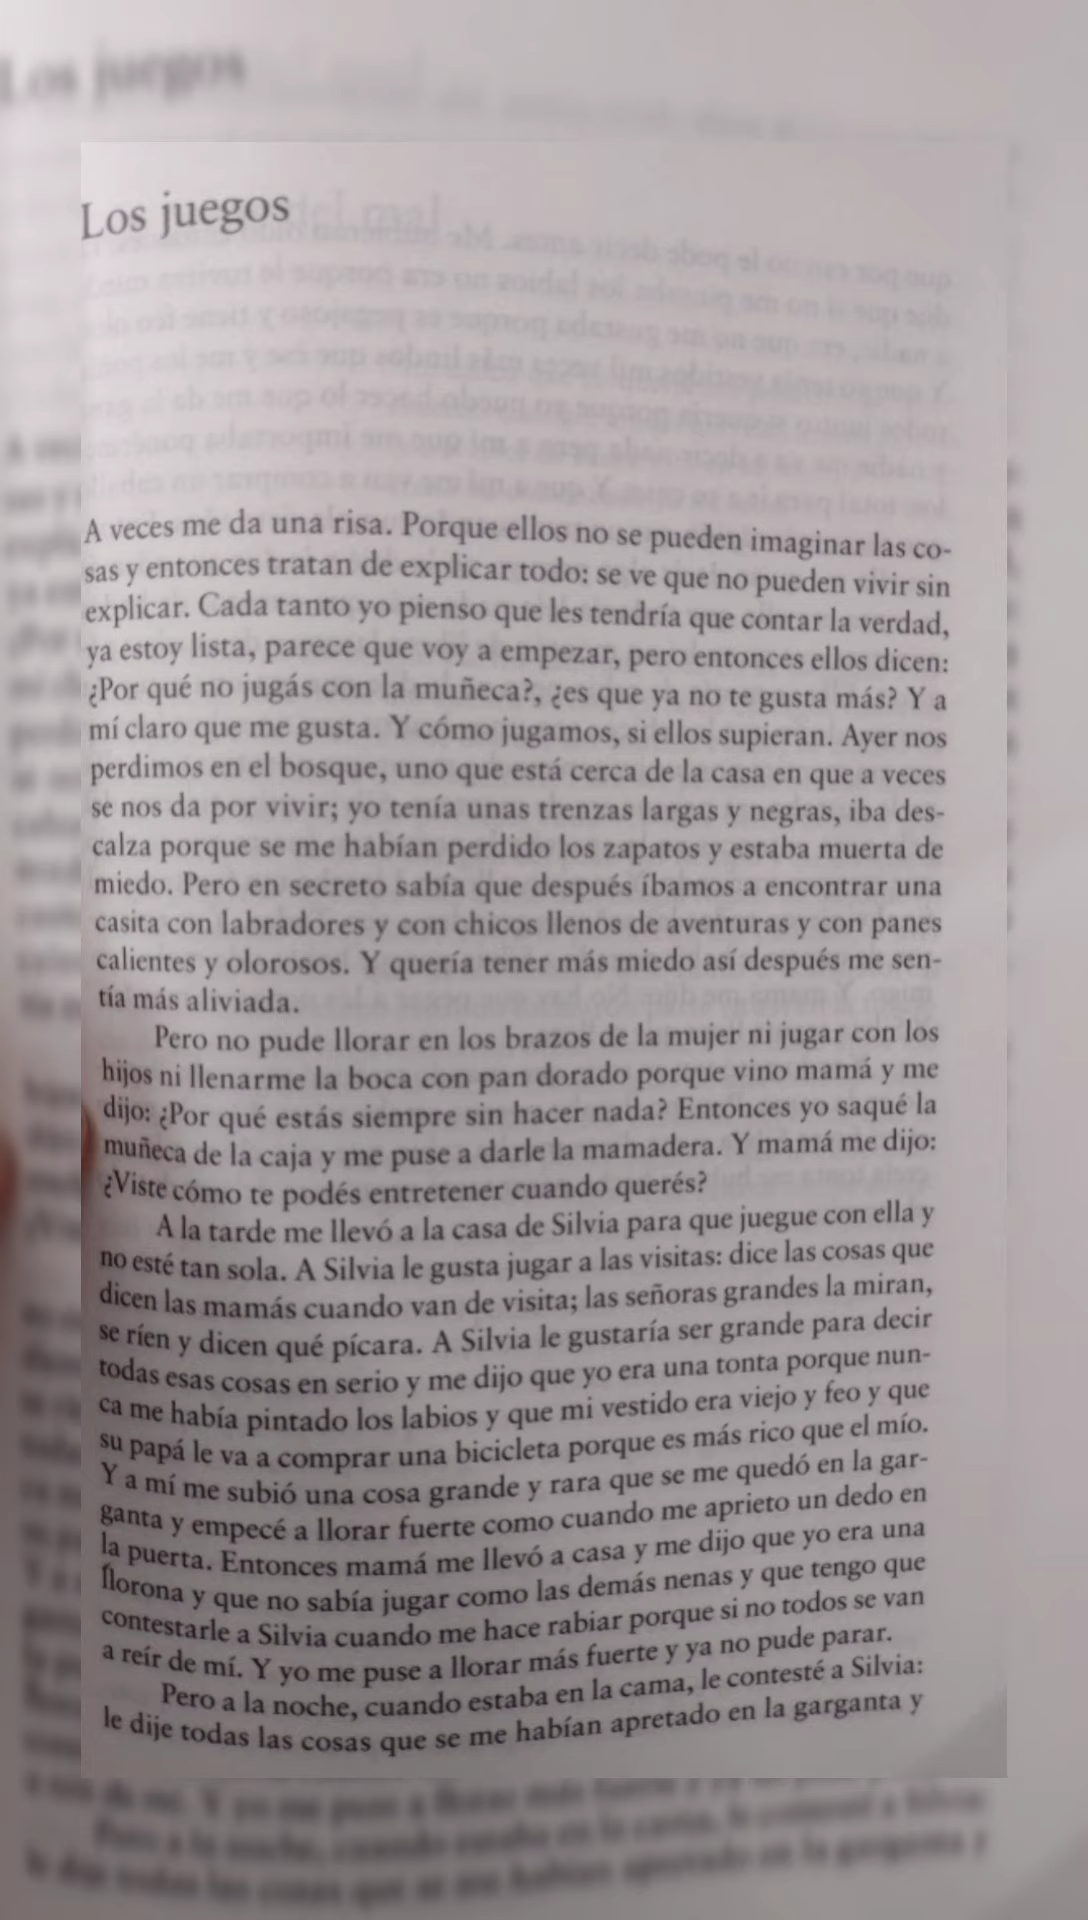 Los juegos
A veces me da una risa. Porque ellos no se pueden imaginar las co-
sas y entonces tratan de explicar todo: se ve que no pueden vivir sin
explicar. Cada tanto yo pienso que les tendría que contar la verdad,
ya estoy lista, parece que voy a empezar, pero entonces ellos dicen:
¿Por qué no jugás con la muñeca?, ¿es que ya no te gusta más? Y a
mí claro que me gusta. Y cómo jugamos, si ellos supieran. Ayer nos
perdimos en el bosque, uno que está cerca de la casa en que a veces
se nos da por vivir; yo tenía unas trenzas largas y negras, iba des-
calza porque se me habían perdido los zapatos y estaba muerta de
miedo. Pero en secreto sabía que después íbamos a encontrar una
casita con labradores y con chicos llenos de aventuras y con panes
calientes y olorosos. Y quería tener más miedo así después me sen-
tía más aliviada.
Pero no pude llorar en los brazos de la mujer ni jugar con los
hijos ni llenarme la boca con pan dorado porque vino mamá y me
dijo: ¿Por qué estás siempre sin hacer nada? Entonces yo saqué la
muñeca de la caja y me puse a darle la mamadera. Y mamá me dijo:
¿Viste cómo te podés entretener cuando querés?
A la tarde me llevó a la casa de Silvia para que juegue con ella y
no esté tan sola. A Silvia le gusta jugar a las visitas: dice las cosas que
dicen las mamás cuando van de visita; las señoras grandes la miran,
se ríen y dicen qué pícara. A Silvia le gustaría ser grande para decir
todas esas cosas en serio y me dijo que yo era una tonta porque nun-
ca me había pintado los labios y que mi vestido era viejo y feo y que
su papá le va a comprar una bicicleta porque es más rico que el mío.
Y a mí me subió una cosa grande y rara que se me quedó en la gar-
ganta y empecé a llorar fuerte como cuando me aprieto un dedo en
la puerta. Entonces mamá me llevó a casa y me dijo que yo era una
llorona y que no sabía jugar como las demás nenas y que tengo que
contestarle a Silvia cuando me hace rabiar porque si no todos se van
a reír de mí. Y yo me puse a llorar más fuerte y ya no pude parar.
Pero a la noche, cuando estaba en la cama, le contesté a Silvia:
le dije todas las cosas que se me habían apretado en la garganta y